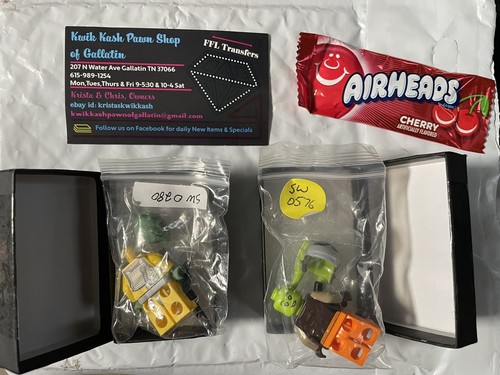 Kwik Kash Pawn Shop
of Gallatin
FFL Transfers
207 N Water Ave Gallatin TN 37066
615-989-1254
Mon,Tues,Thurs & Fri 9-5:30 & 10-4 Sat
Krista & Chris, Owners
ebay id: kristaskwikkash
kwikkashpawnofgallatin@gmail.com
Follow us on Facebook for daily New Items & Specials
AIRHEADS
CHERRY
ARTIFICIALLY FLAVORED
SW 0280
SW
0576